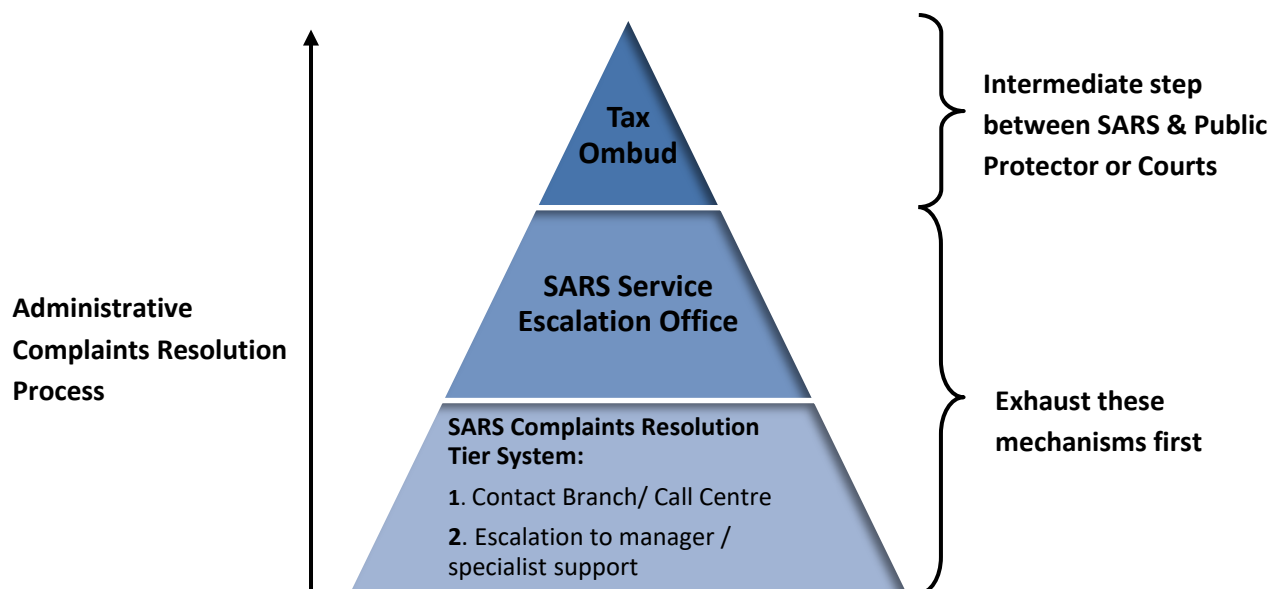 Tax
Ombud
Intermediate step
between SARS & Public
Protector or Courts
SARS Service
Escalation Office
Administrative
Complaints Resolution
Process
SARS Complaints Resolution
Tier System:
1. Contact Branch/ Call Centre
2. Escalation to manager /
specialist support
Exhaust these
mechanisms first